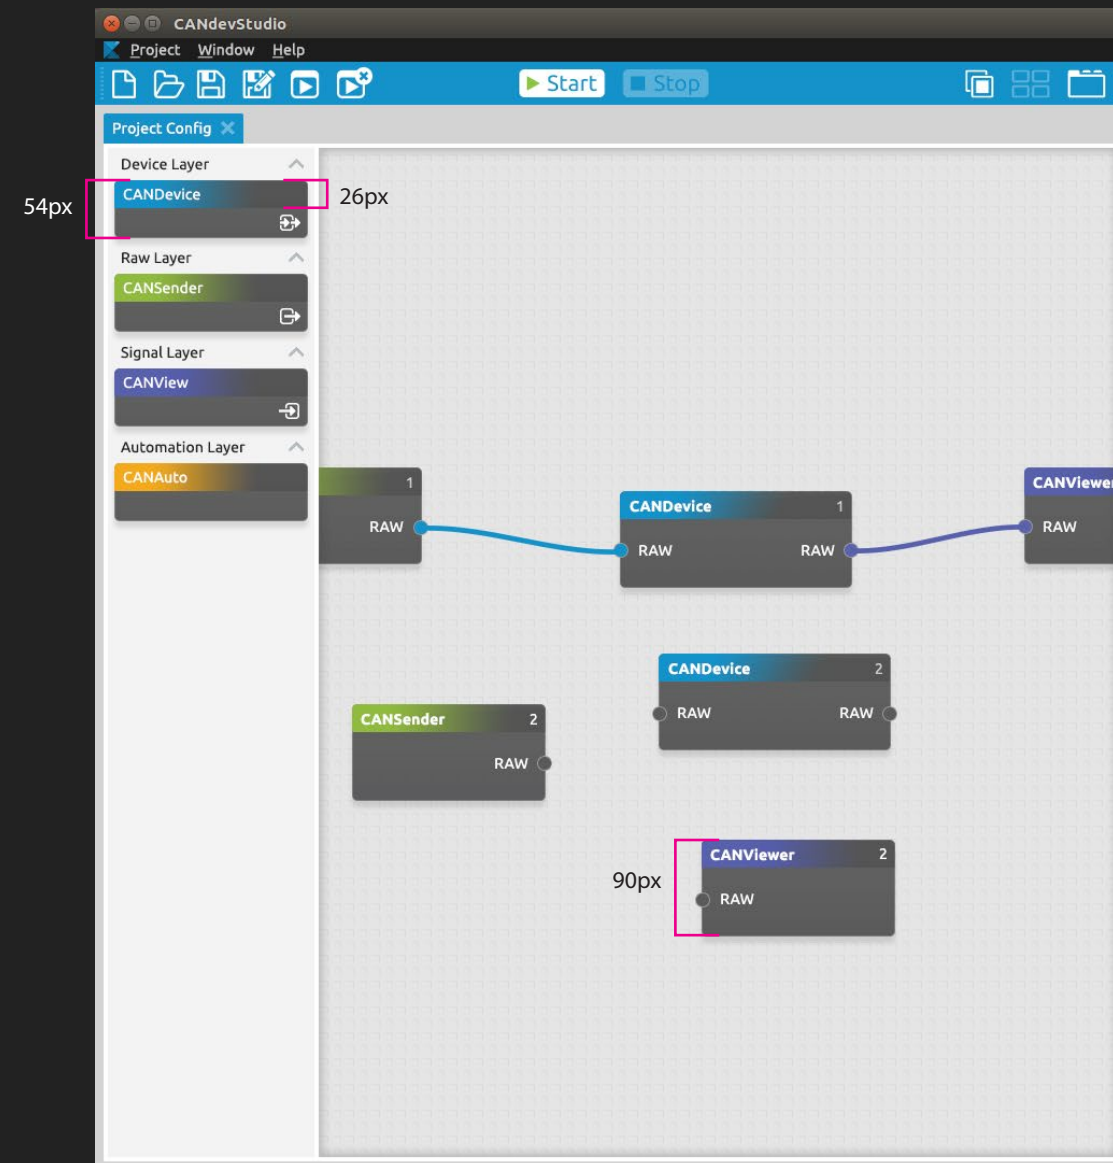 CANdevStudio
Project Window Help
Start Stop
Project Config
Device Layer
CANDevice
54px
26px
Raw Layer
CANSender
Signal Layer
CANView
Automation Layer
CANAuto
1
RAW
CANDevice 1
RAW RAW
CANViewer
RAW
CANDevice 2
RAW RAW
CANSender 2
RAW
CANViewer 2
90px
RAW